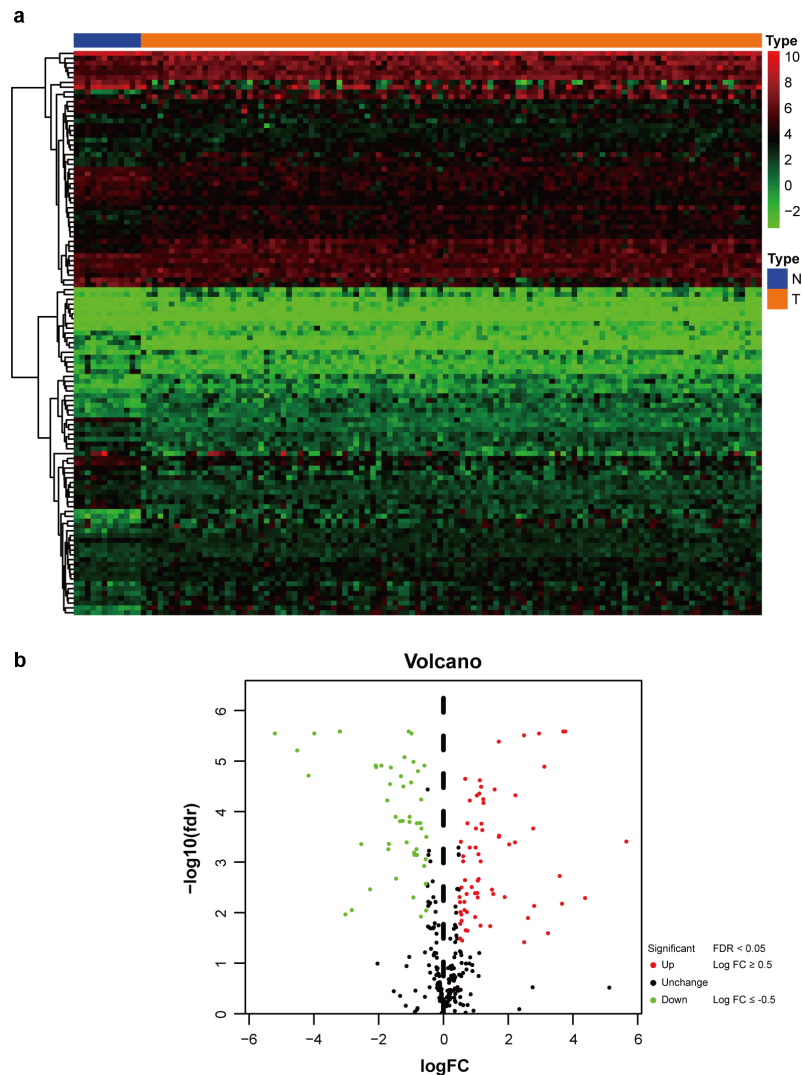 a
Type
10
8
6
4
2
0
−2
Type
N
T
b
Volcano
−log10(fdr)
6
5
4
3
2
1
0
−6 −4 −2 0 2 4 6
logFC
Significant FDR < 0.05
Up Log FC ≥ 0.5
Unchange
Down Log FC ≤ -0.5